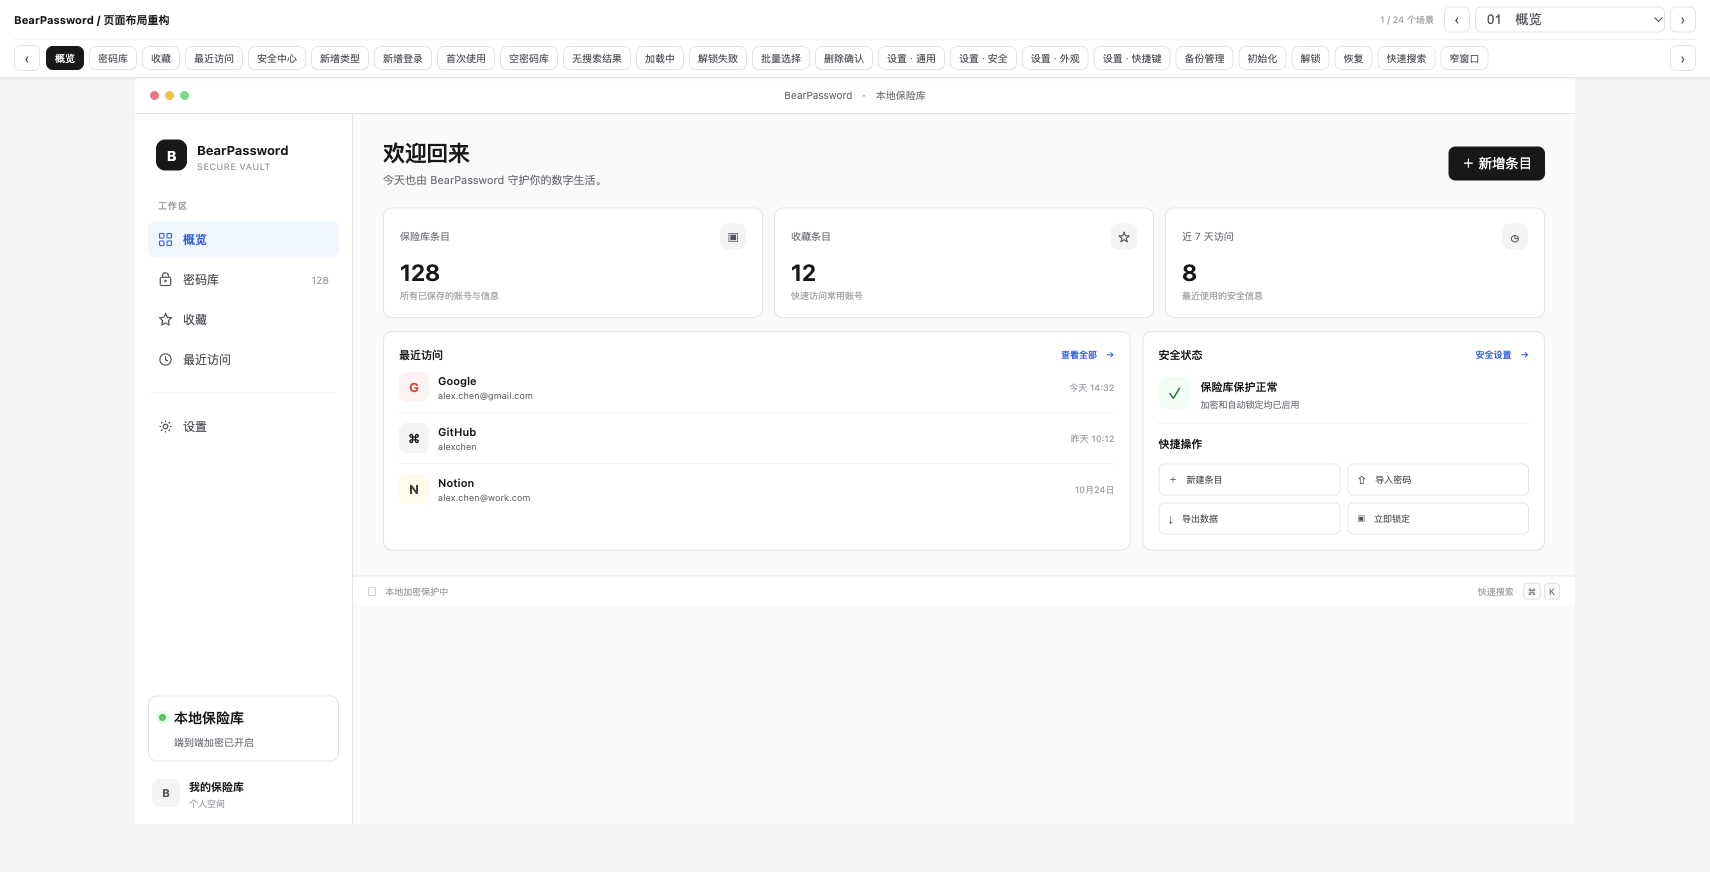 BearPassword / 页面布局重构
1 / 24 个场景
‹
01 概览
›
‹
概览
密码库
收藏
最近访问
安全中心
新增类型
新增登录
首次使用
空密码库
无搜索结果
加载中
解锁失败
批量选择
删除确认
设置 · 通用
设置 · 安全
设置 · 外观
设置 · 快捷键
备份管理
初始化
解锁
恢复
快速搜索
窄窗口
›
BearPassword · 本地保险库
B
BearPassword
SECURE VAULT
工作区
概览
密码库 128
收藏
最近访问
设置
本地保险库
端到端加密已开启
B
我的保险库
个人空间
欢迎回来
今天也由 BearPassword 守护你的数字生活。
+ 新增条目
保险库条目
128
所有已保存的账号与信息
收藏条目
12
快速访问常用账号
近 7 天访问
8
最近使用的安全信息
最近访问
查看全部 →
G
Google
alex.chen@gmail.com
今天 14:32
⌘
GitHub
alexchen
昨天 10:12
N
Notion
alex.chen@work.com
10月24日
安全状态
安全设置 →
✓
保险库保护正常
加密和自动锁定均已启用
快捷操作
+ 新建条目
⇧ 导入密码
↓ 导出数据
▣ 立即锁定
本地加密保护中
快速搜索 ⌘ K